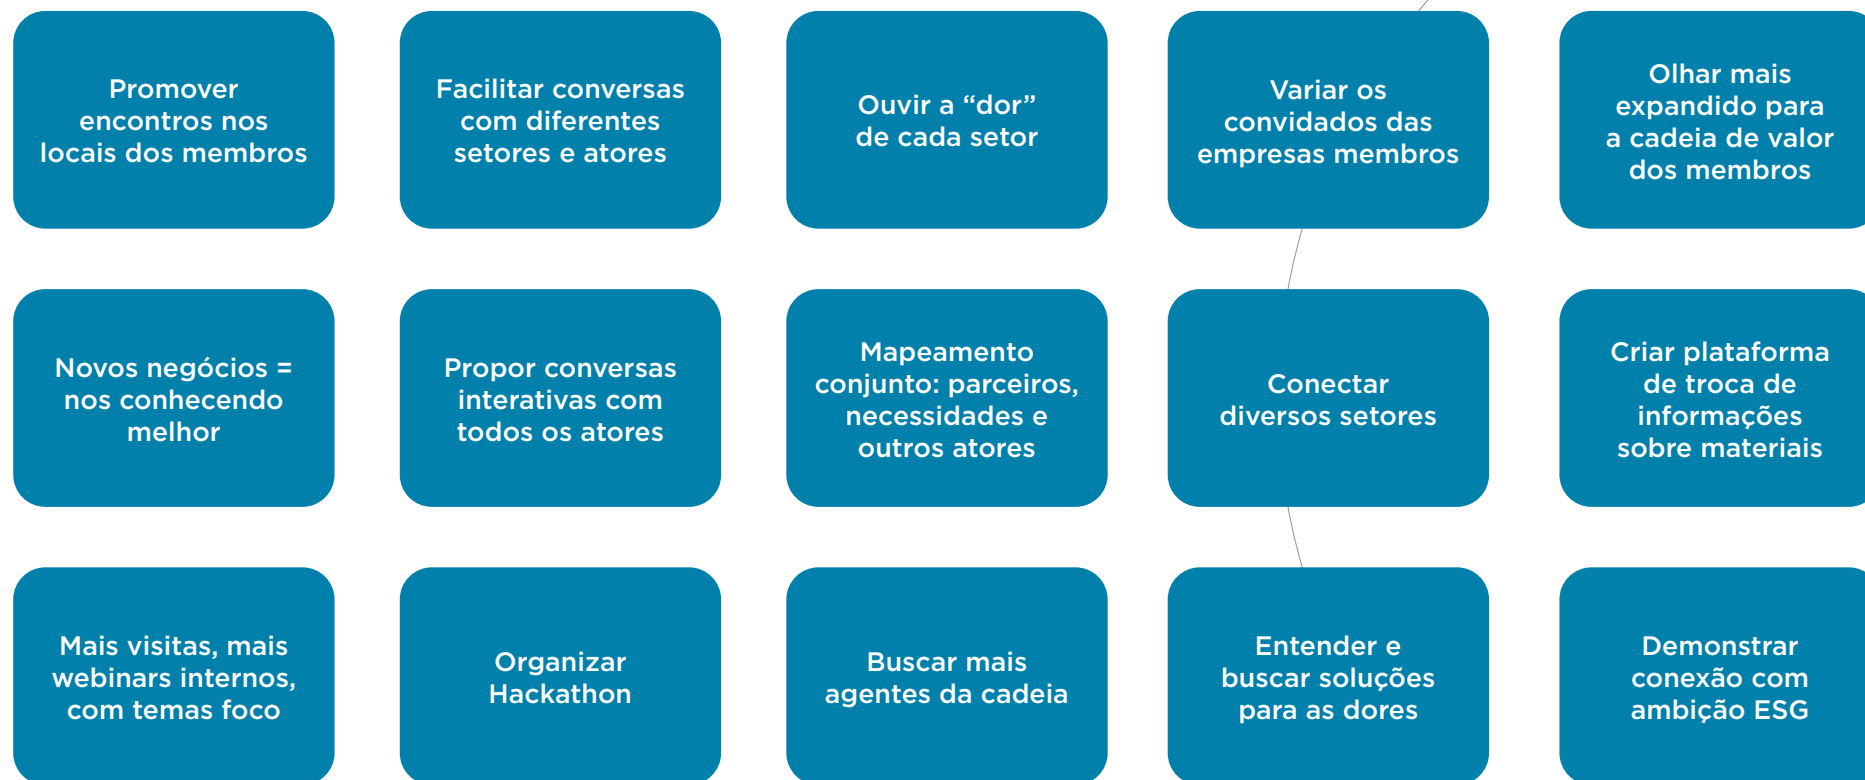 Promover
encontros nos
locais dos membros
Facilitar conversas
com diferentes
setores e atores
Ouvir a “dor”
de cada setor
Variar os
convidados das
empresas membros
Olhar mais
expandido para
a cadeia de valor
dos membros
Novos negócios =
nos conhecendo
melhor
Propor conversas
interativas com
todos os atores
Mapeamento
conjunto: parceiros,
necessidades e
outros atores
Conectar
diversos setores
Criar plataforma
de troca de
informações
sobre materiais
Mais visitas, mais
webinars internos,
com temas foco
Organizar
Hackathon
Buscar mais
agentes da cadeia
Entender e
buscar soluções
para as dores
Demonstrar
conexão com
ambição ESG